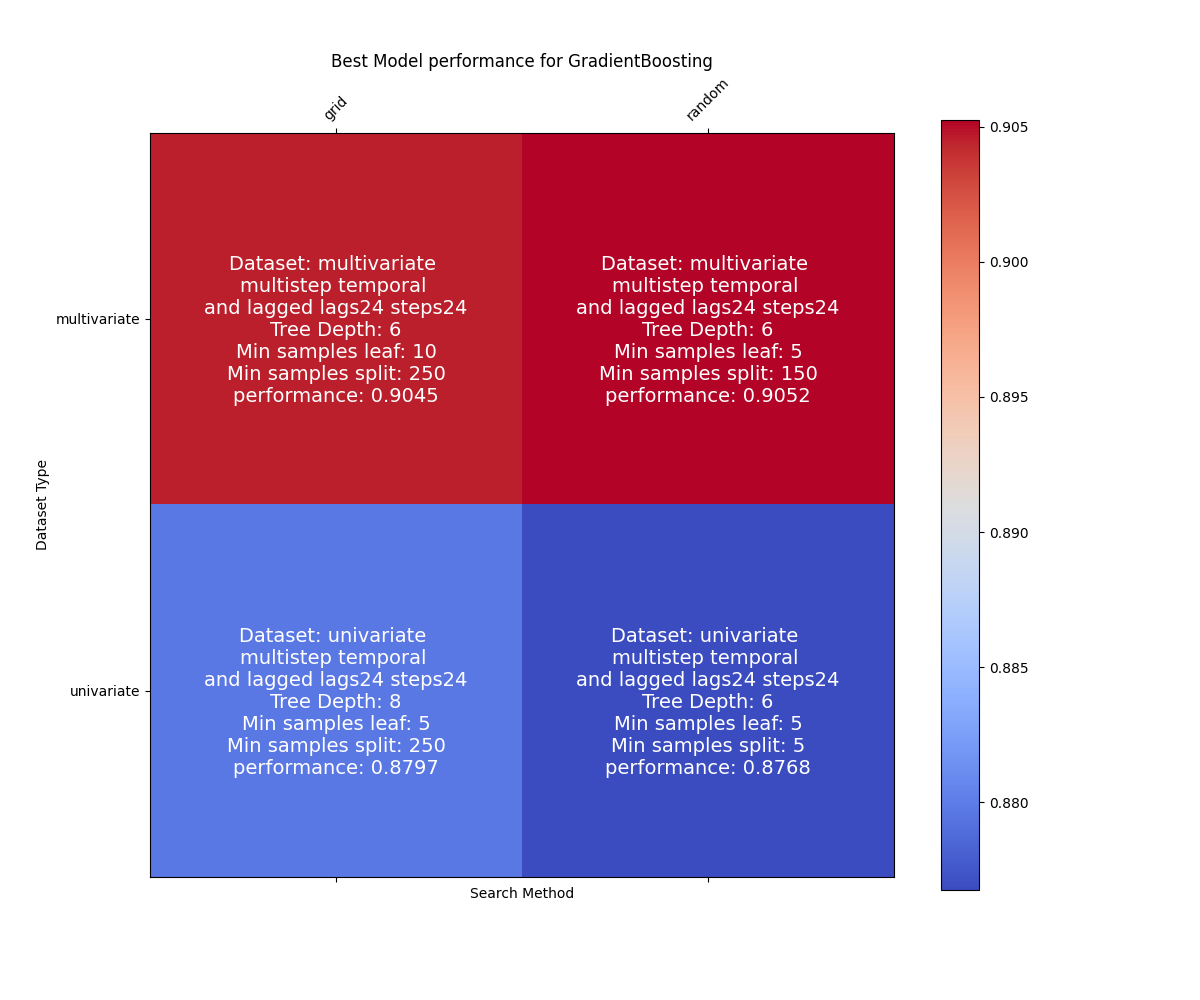 Best Model performance for GradientBoosting
grid
random
0.905
0.900
0.895
0.890
0.885
0.880
Dataset Type
multivariate
Dataset: multivariate
multistep temporal
and lagged lags24 steps24
Tree Depth: 6
Min samples leaf: 10
Min samples split: 250
performance: 0.9045
Dataset: multivariate
multistep temporal
and lagged lags24 steps24
Tree Depth: 6
Min samples leaf: 5
Min samples split: 150
performance: 0.9052
univariate
Dataset: univariate
multistep temporal
and lagged lags24 steps24
Tree Depth: 8
Min samples leaf: 5
Min samples split: 250
performance: 0.8797
Dataset: univariate
multistep temporal
and lagged lags24 steps24
Tree Depth: 6
Min samples leaf: 5
Min samples split: 5
performance: 0.8768
Search Method